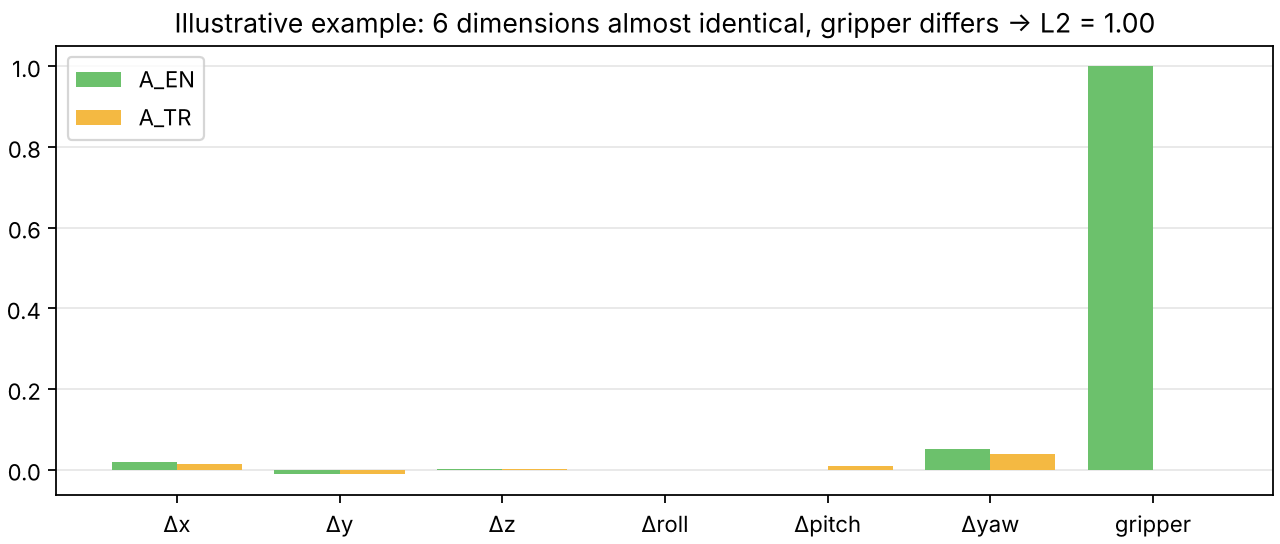 Illustrative example: 6 dimensions almost identical, gripper differs → L2 = 1.00
A_EN
A_TR
1.0
0.8
0.6
0.4
0.2
0.0
Δx Δy Δz Δroll Δpitch Δyaw gripper